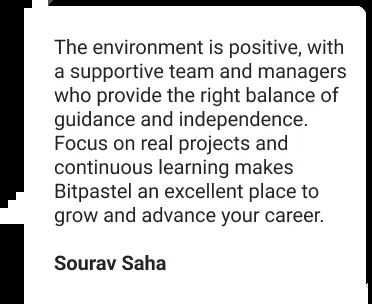 The environment is positive, with
a supportive team and managers
who provide the right balance of
guidance and independence.
Focus on real projects and
continuous learning makes
Bitpastel an excellent place to
grow and advance your career.
Sourav Saha